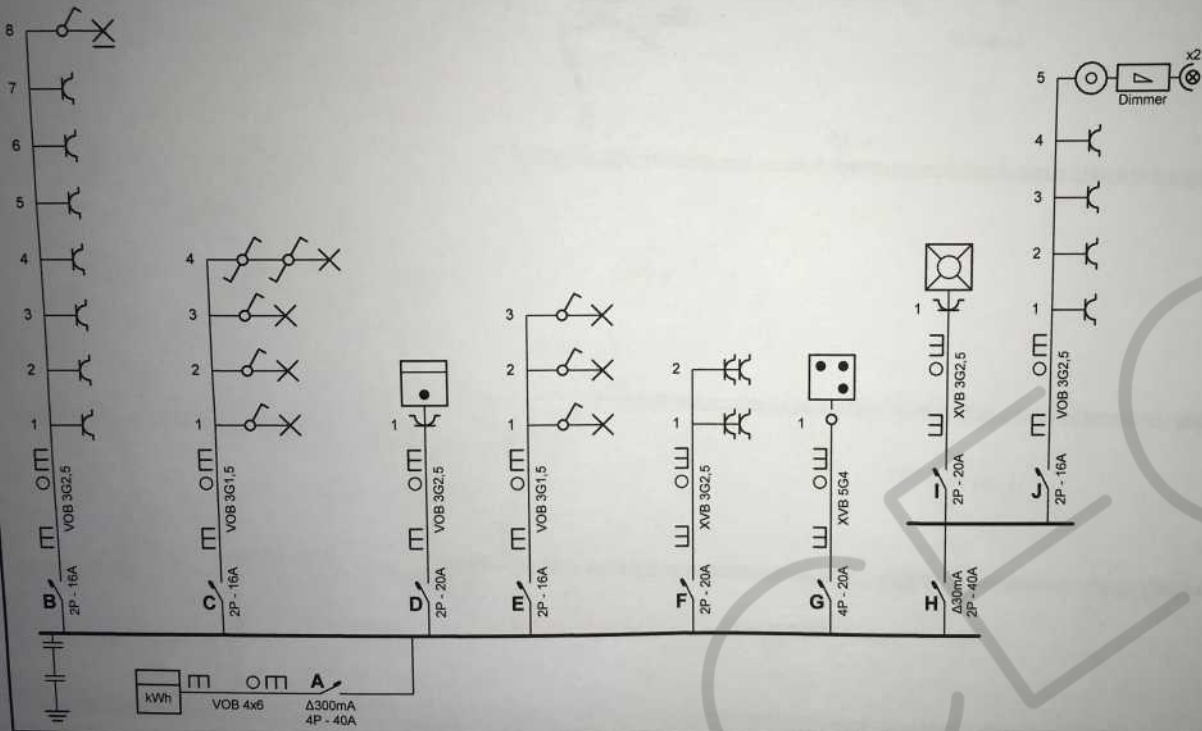 8
7
6
5
4
3
2
1
VOB 3G2,5
B
2P - 16A
4
3
2
1
VOB 3G1,5
C
2P - 16A
1
VOB 3G2,5
D
2P - 20A
3
2
1
VOB 3G1,5
E
2P - 16A
2
1
XVB 3G2,5
F
2P - 20A
1
XVB 5G4
G
4P - 20A
1
XVB 3G2,5
I
2P - 20A
5
x2
Dimmer
4
3
2
1
VOB 3G2,5
J
2P - 16A
H
Δ30mA
2P - 40A
kWh
VOB 4x6
A
Δ300mA
4P - 40A